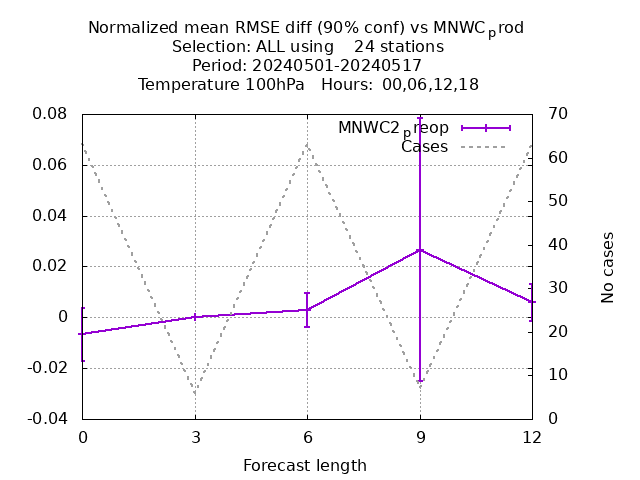 Normalized mean RMSE diff (90% conf) vs MNWCprod
Selection: ALL using 24 stations
Period: 20240501-20240517
Temperature 100hPa Hours: 00,06,12,18
MNWC2preop
Cases
0.08
0.06
0.04
0.02
0
-0.02
-0.04
70
60
50
40
30
20
10
0
No cases
0 3 6 9 12
Forecast length